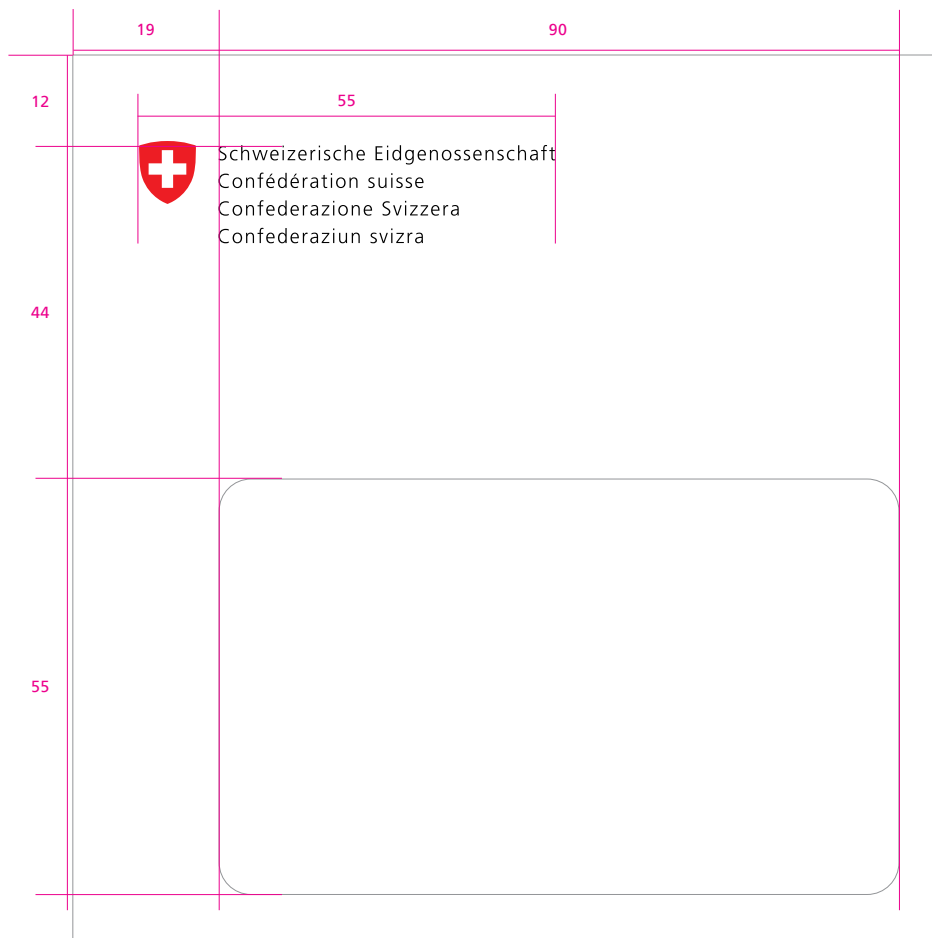 19
90
12
55
Schweizerische Eidgenossenschaft
Confédération suisse
Confederazione Svizzera
Confederaziun svizra
44
55